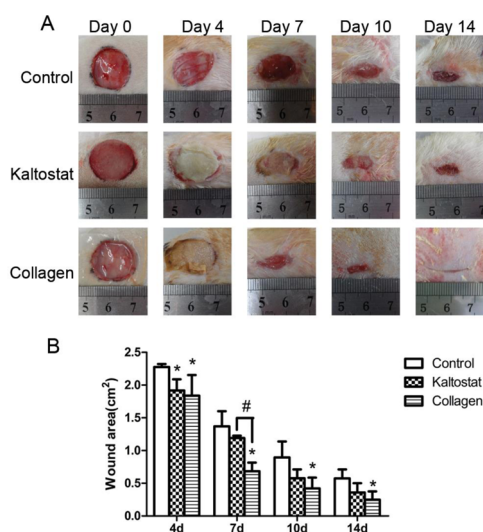 A
Day 0 Day 4 Day 7 Day 10 Day 14
Control
5 6 7 5 6 7 5 6 7 5 6 7 5 6 7
Kaltostat
5 6 7 5 6 7 5 6 7 5 6 7 5 6 7
Collagen
5 6 7 5 6 7 5 6 7 5 6 7 5 6 7
B
Wound area(cm²)
2.5
2.0
1.5
1.0
0.5
0.0
* *
#
*
*
*
4d 7d 10d 14d
Control
Kaltostat
Collagen